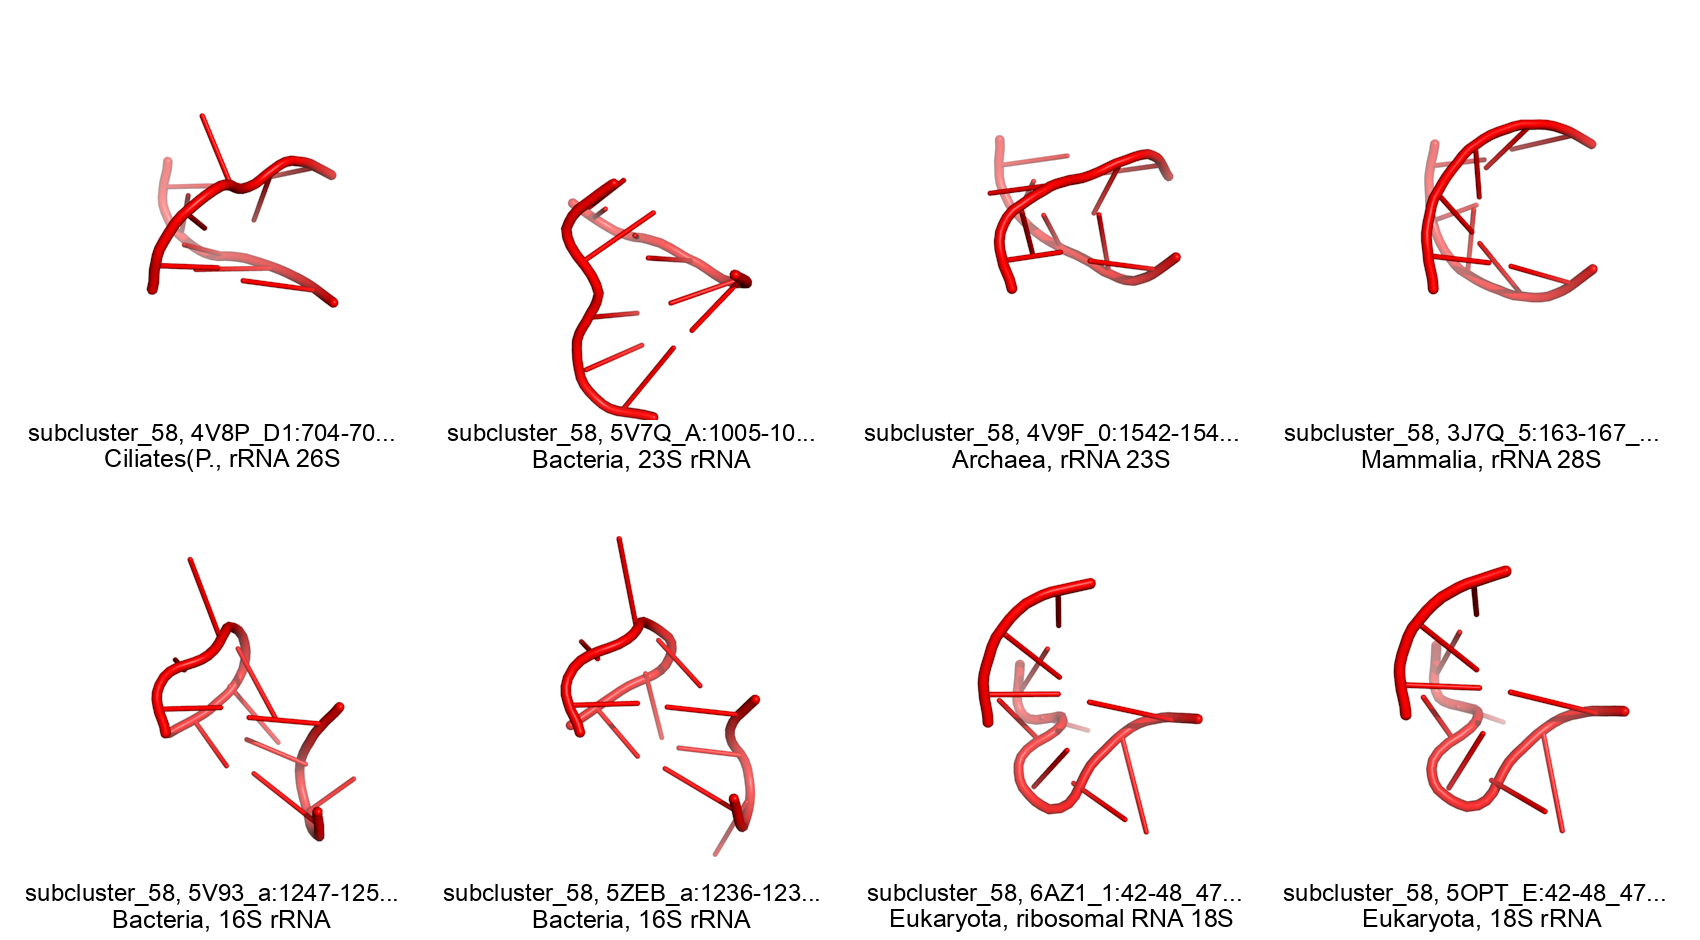 subcluster_58, 4V8P_D1:704-70...
Ciliates(P., rRNA 26S
subcluster_58, 5V7Q_A:1005-10...
Bacteria, 23S rRNA
subcluster_58, 4V9F_0:1542-154...
Archaea, rRNA 23S
subcluster_58, 3J7Q_5:163-167_...
Mammalia, rRNA 28S
subcluster_58, 5V93_a:1247-125...
Bacteria, 16S rRNA
subcluster_58, 5ZEB_a:1236-123...
Bacteria, 16S rRNA
subcluster_58, 6AZ1_1:42-48_47...
Eukaryota, ribosomal RNA 18S
subcluster_58, 5OPT_E:42-48_47...
Eukaryota, 18S rRNA